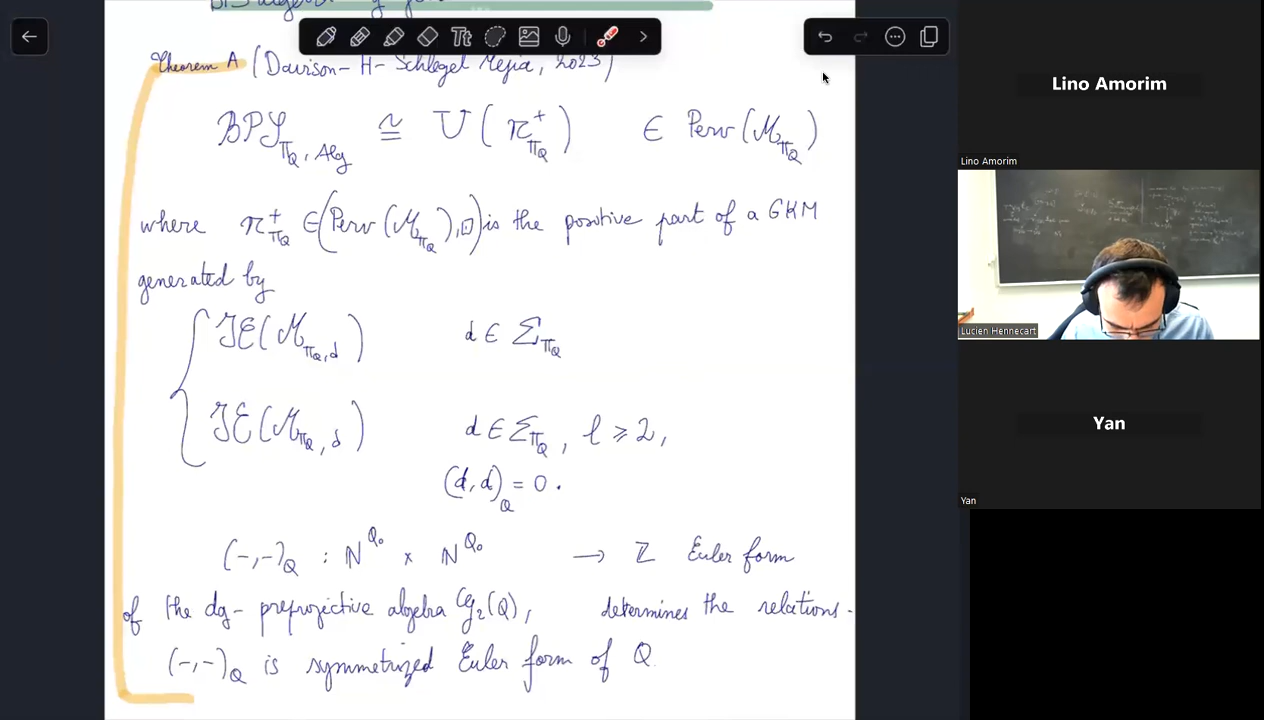 Theorem A (Davison-H-Schlegel Mejia, 2023)
BPS_{Π_Q, Alg} ≅ U(n^+_{Π_Q}) ∈ Perv(M_{Π_Q})
where n^+_{Π_Q} ∈ (Perv(M_{Π_Q}), ⊡) is the positive part of a GKM
generated by
IC(M_{Π_Q,d}) d ∈ Σ_{Π_Q}
IC(M_{Π_Q,d}) d ∈ Σ_{Π_Q}, l ⩾ 2,
(d,d)_Q = 0.
(-,-)_Q : N^{Q_0} × N^{Q_0} → Z Euler form
of the dg-preprojective algebra G_2(Q), determines the relations.
(-,-)_Q is symmetrized Euler form of Q
Tt
Lino Amorim
Lino Amorim
Lucien Hennecart
Yan
Yan